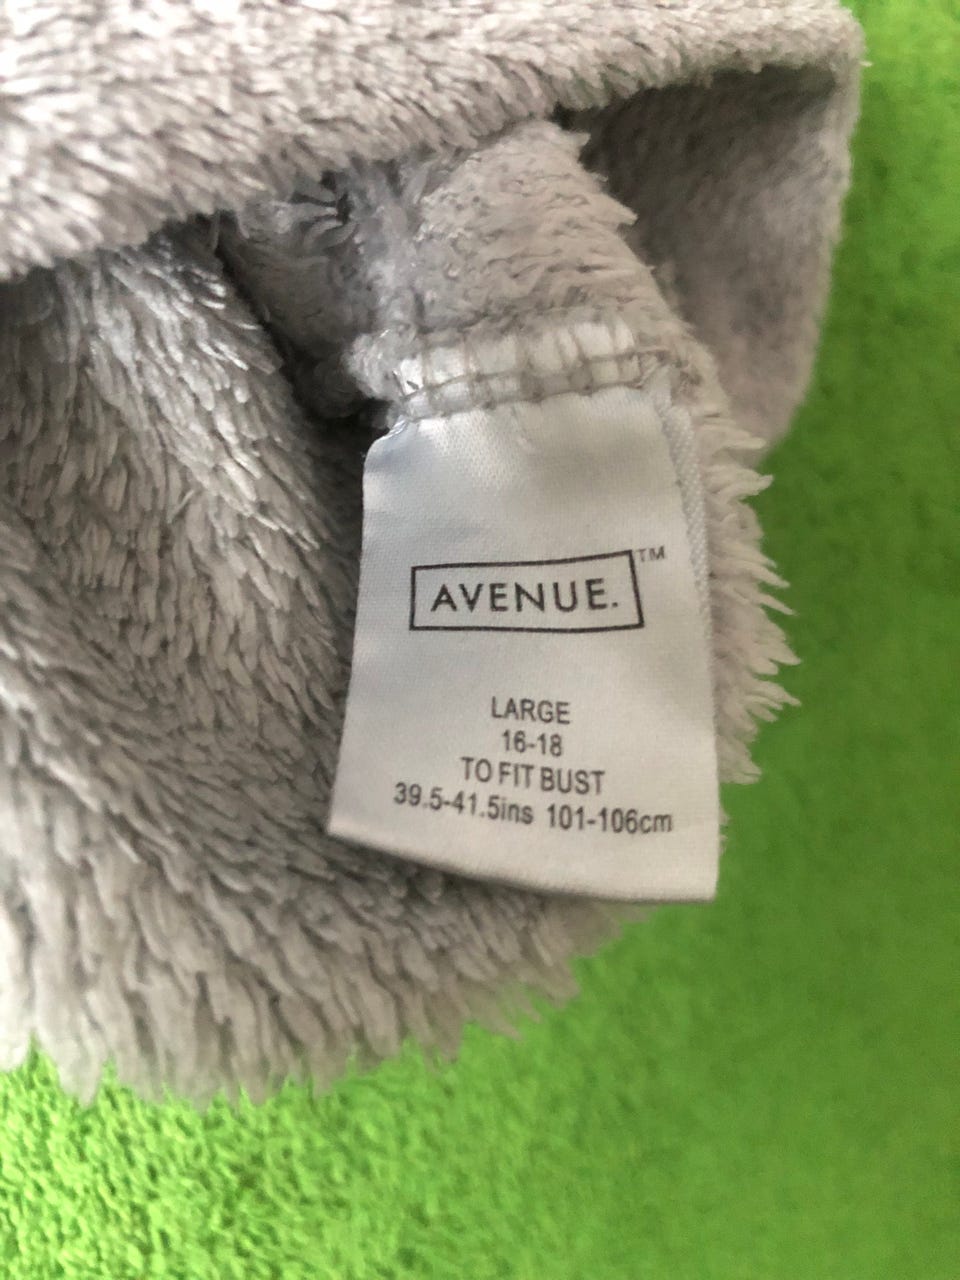 AVENUE.™
LARGE
16-18
TO FIT BUST
39.5-41.5ins 101-106cm